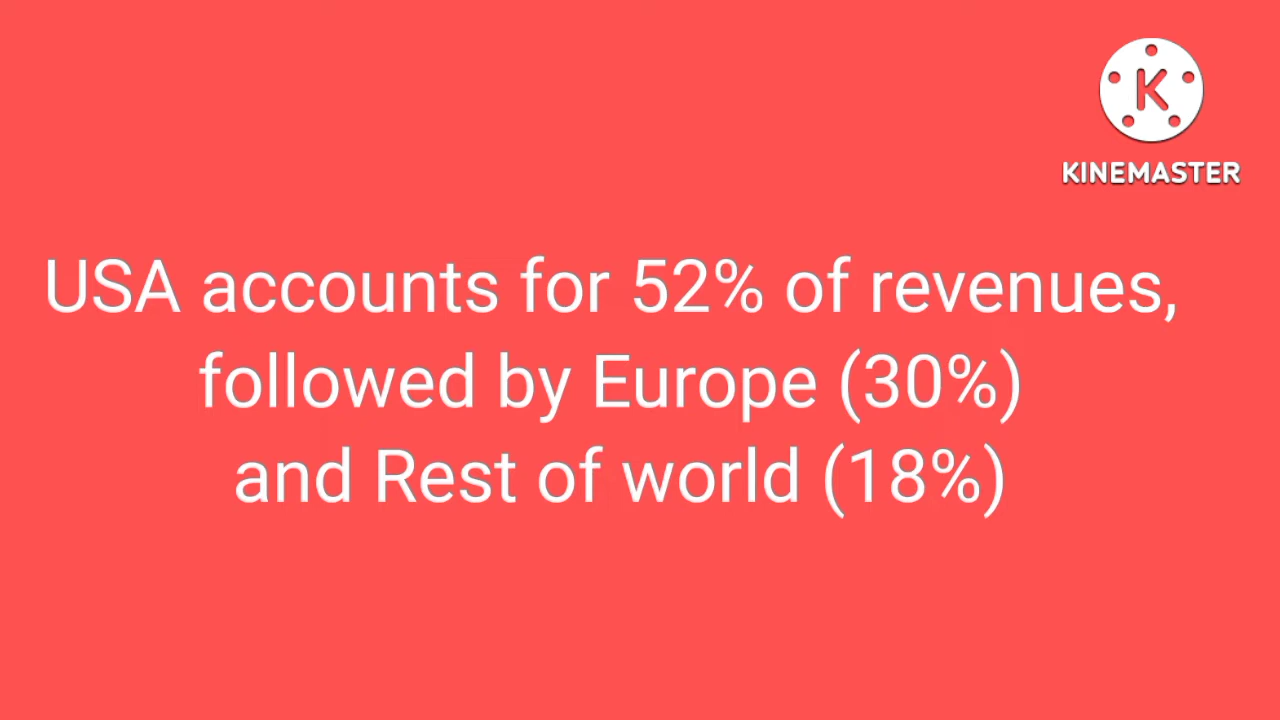 K
KINEMASTER
USA accounts for 52% of revenues,
followed by Europe (30%)
and Rest of world (18%)